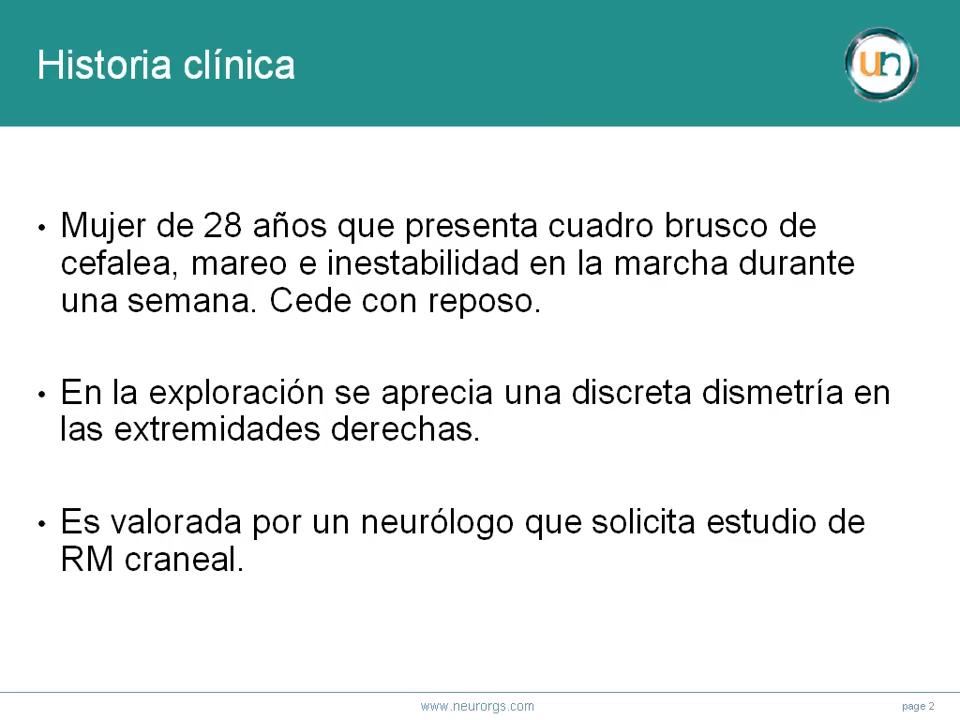 Historia clínica
un
• Mujer de 28 años que presenta cuadro brusco de
cefalea, mareo e inestabilidad en la marcha durante
una semana. Cede con reposo.
• En la exploración se aprecia una discreta dismetría en
las extremidades derechas.
• Es valorada por un neurólogo que solicita estudio de
RM craneal.
www.neurorgs.com
page 2